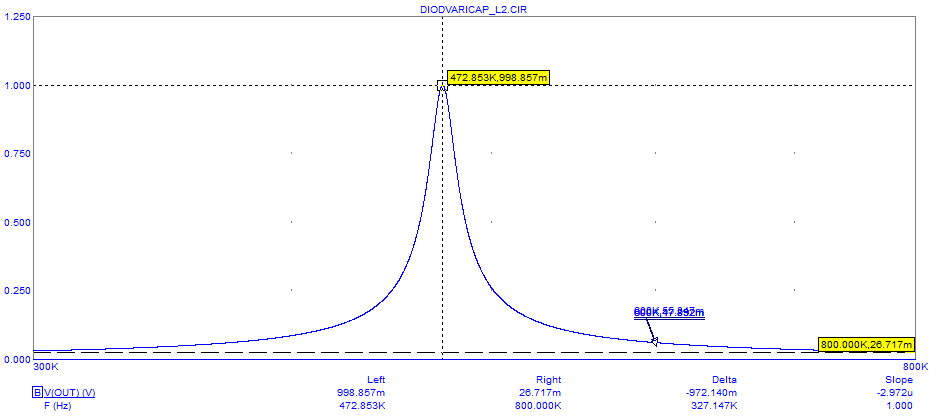 DIODVARICAP_L2.CIR
1.250
1.000
472.853K,998.857m
0.750
0.500
0.250
800.000K,26.717m
0.000
300K 800K
Left Right Delta Slope
B V(OUT) (V) 998.857m 26.717m -972.140m -2.972u
F (Hz) 472.853K 800.000K 327.147K 1.000